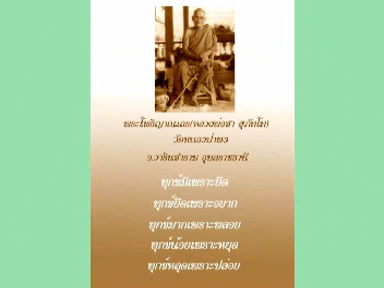 พระโพธิญาณเถร(หลวงพ่อชา สุภัทโท)
วัดหนองป่าพง
อ.วารินชำราบ อุบลราชธานี
ทุกข์มีเพราะยึด
ทุกข์ยืดเพราะอยาก
ทุกข์มากเพราะพลอย
ทุกข์น้อยเพราะหยุด
ทุกข์หลุดเพราะปล่อย